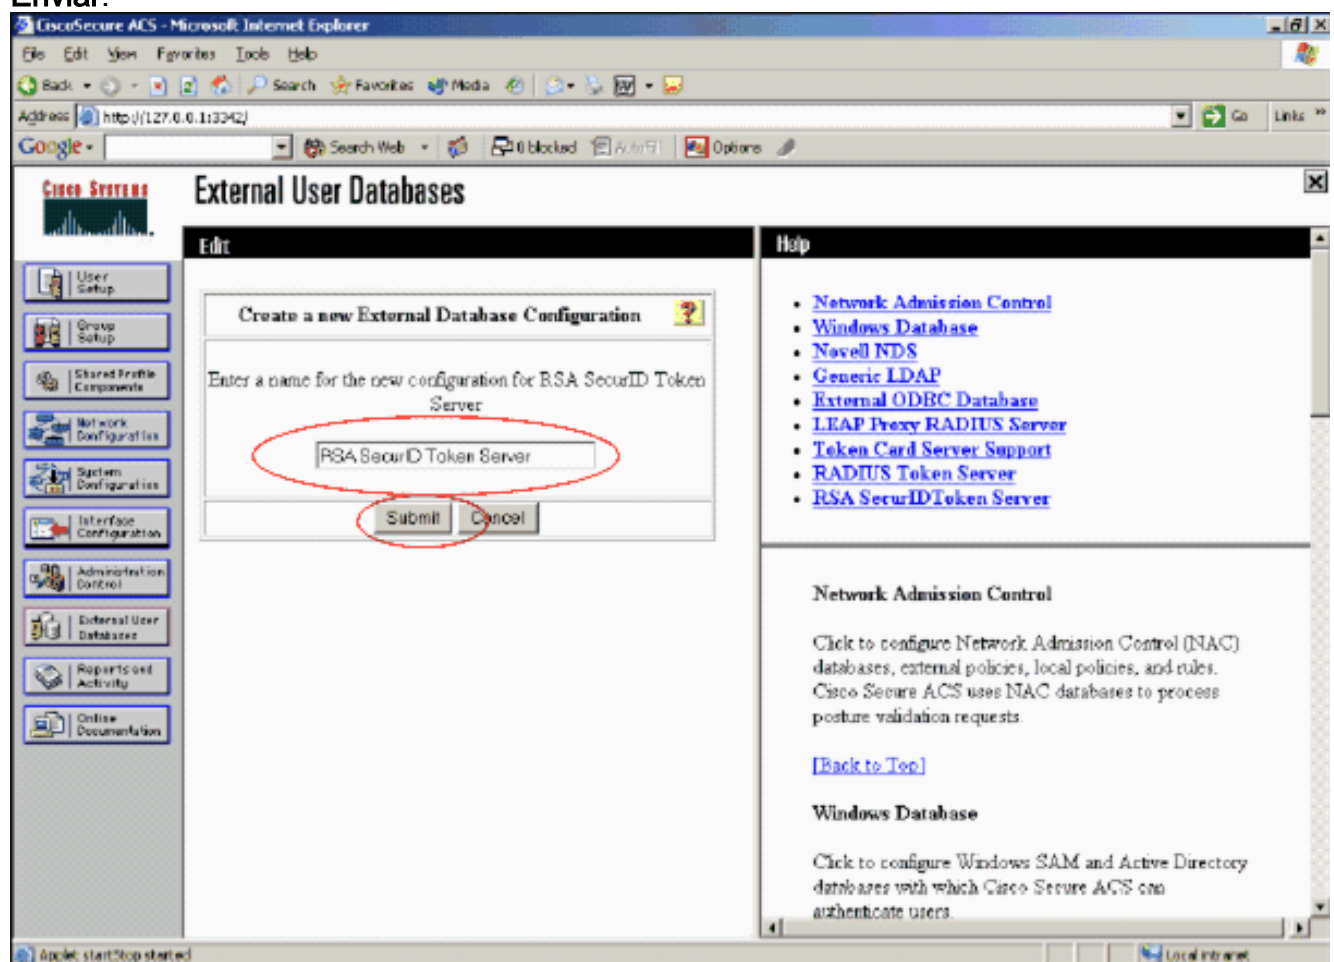 Enviar.
CiscoSecure ACS - Microsoft Internet Explorer
File Edit View Favorites Tools Help
Back Search Favorites Media
Address http://127.0.0.1:3342/ Go Links »
Google Search Web 0 blocked AutoFill Options
CISCO SYSTEMS
External User Databases
Edit
User Setup
Group Setup
Shared Profile Components
Network Configuration
System Configuration
Interface Configuration
Administration Control
External User Databases
Reports and Activity
Online Documentation
Create a new External Database Configuration
Enter a name for the new configuration for RSA SecurID Token
Server
RSA SecurID Token Server
Submit Cancel
Help
• Network Admission Control
• Windows Database
• Novell NDS
• Generic LDAP
• External ODBC Database
• LEAP Proxy RADIUS Server
• Token Card Server Support
• RADIUS Token Server
• RSA SecurIDToken Server
Network Admission Control
Click to configure Network Admission Control (NAC)
databases, external policies, local policies, and rules.
Cisco Secure ACS uses NAC databases to process
posture validation requests.
[Back to Top]
Windows Database
Click to configure Windows SAM and Active Directory
databases with which Cisco Secure ACS can
authenticate users.
Applet startStop started
Local intranet